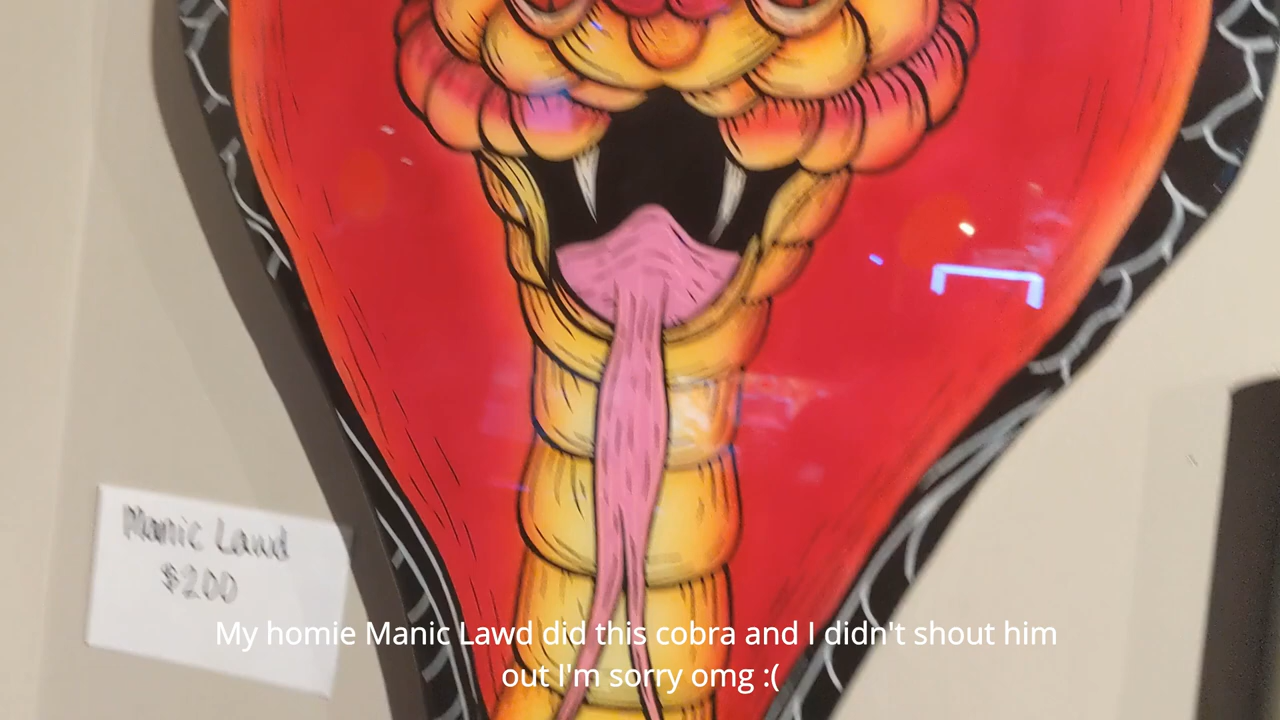 Manic Lawd
$200
My homie Manic Lawd did this cobra and I didn't shout him
out I'm sorry omg :(